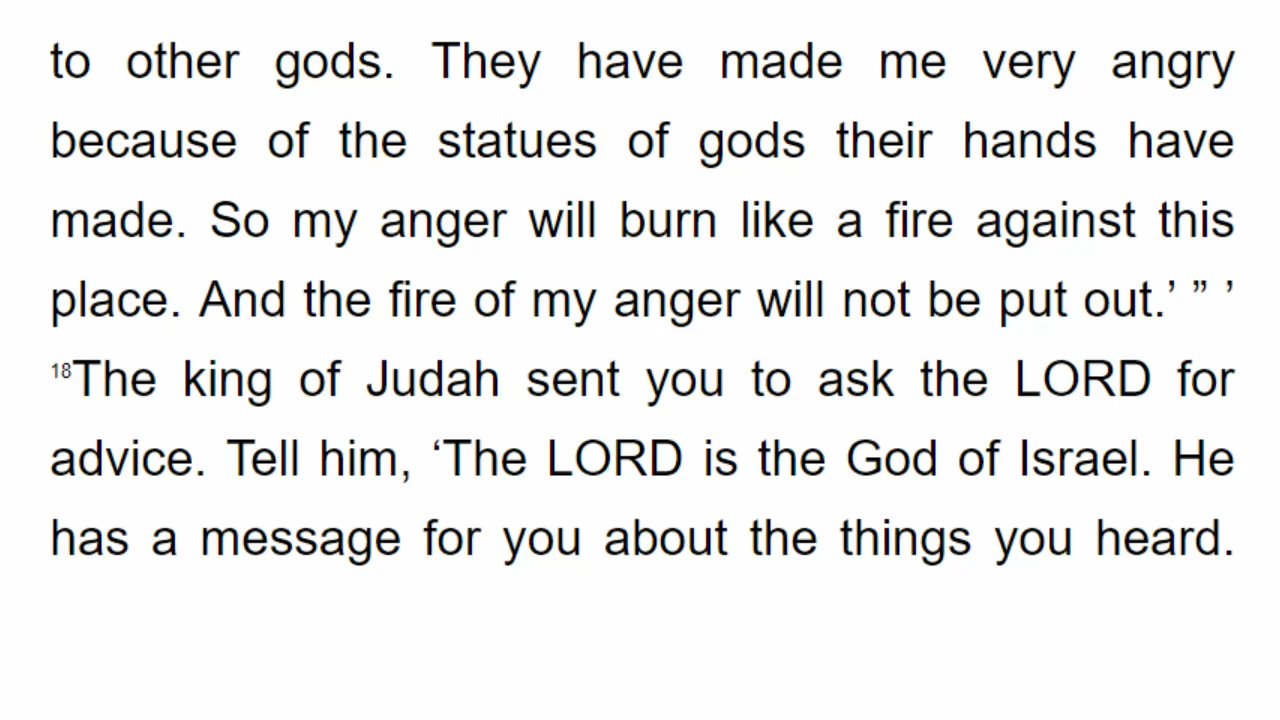 to other gods. They have made me very angry
because of the statues of gods their hands have
made. So my anger will burn like a fire against this
place. And the fire of my anger will not be put out.’ ” ’
18The king of Judah sent you to ask the LORD for
advice. Tell him, ‘The LORD is the God of Israel. He
has a message for you about the things you heard.